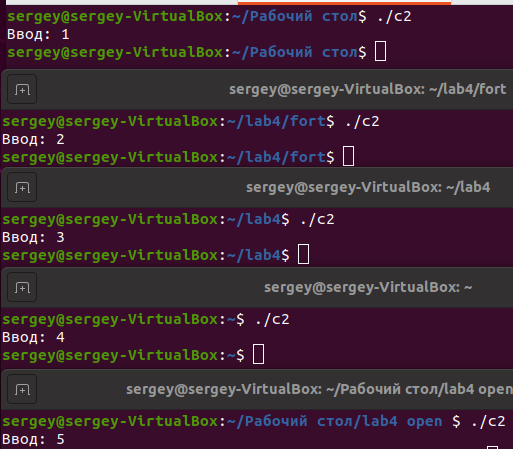 sergey@sergey-VirtualBox:~/Рабочий стол$ ./c2
Ввод: 1
sergey@sergey-VirtualBox:~/Рабочий стол$
sergey@sergey-VirtualBox: ~/lab4/fort
sergey@sergey-VirtualBox:~/lab4/fort$ ./c2
Ввод: 2
sergey@sergey-VirtualBox:~/lab4/fort$
sergey@sergey-VirtualBox: ~/lab4
sergey@sergey-VirtualBox:~/lab4$ ./c2
Ввод: 3
sergey@sergey-VirtualBox:~/lab4$
sergey@sergey-VirtualBox: ~
sergey@sergey-VirtualBox:~$ ./c2
Ввод: 4
sergey@sergey-VirtualBox:~$
sergey@sergey-VirtualBox: ~/Рабочий стол/lab4 open
sergey@sergey-VirtualBox:~/Рабочий стол/lab4 open $ ./c2
Ввод: 5